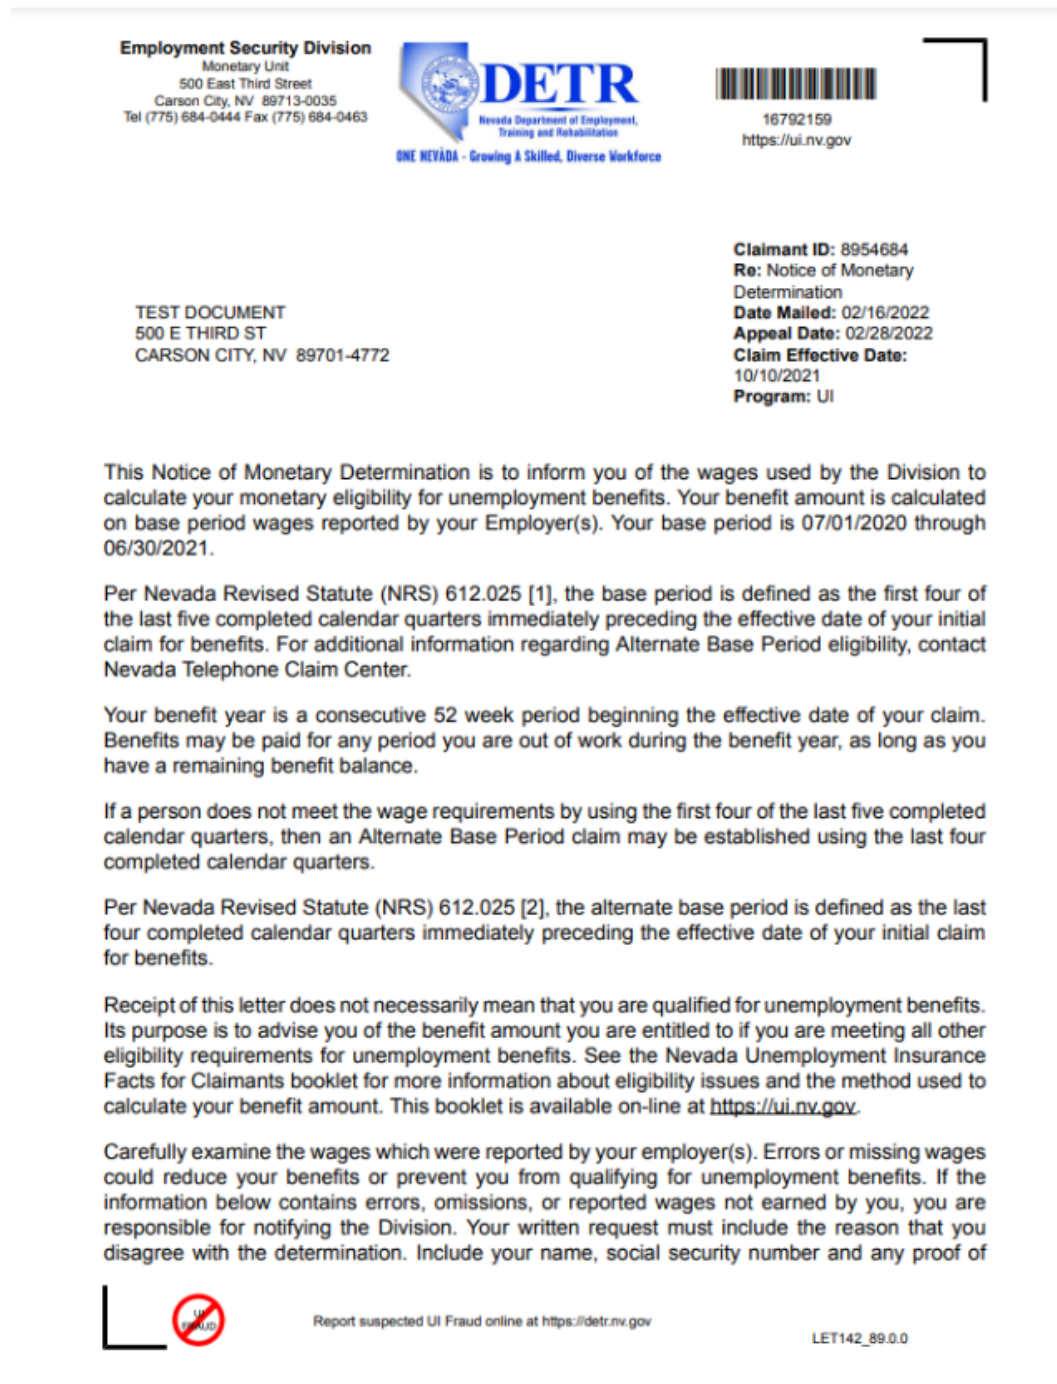 Employment Security Division
Monetary Unit
500 East Third Street
Carson City, NV 89713-0035
Tel (775) 684-0444 Fax (775) 684-0463
DETR
Nevada Department of Employment,
Training and Rehabilitation
ONE NEVADA - Growing A Skilled, Diverse Workforce
16792159
https://ui.nv.gov
Claimant ID: 8954684
Re: Notice of Monetary
Determination
Date Mailed: 02/16/2022
Appeal Date: 02/28/2022
Claim Effective Date:
10/10/2021
Program: UI
TEST DOCUMENT
500 E THIRD ST
CARSON CITY, NV 89701-4772
This Notice of Monetary Determination is to inform you of the wages used by the Division to
calculate your monetary eligibility for unemployment benefits. Your benefit amount is calculated
on base period wages reported by your Employer(s). Your base period is 07/01/2020 through
06/30/2021.
Per Nevada Revised Statute (NRS) 612.025 [1], the base period is defined as the first four of
the last five completed calendar quarters immediately preceding the effective date of your initial
claim for benefits. For additional information regarding Alternate Base Period eligibility, contact
Nevada Telephone Claim Center.
Your benefit year is a consecutive 52 week period beginning the effective date of your claim.
Benefits may be paid for any period you are out of work during the benefit year, as long as you
have a remaining benefit balance.
If a person does not meet the wage requirements by using the first four of the last five completed
calendar quarters, then an Alternate Base Period claim may be established using the last four
completed calendar quarters.
Per Nevada Revised Statute (NRS) 612.025 [2], the alternate base period is defined as the last
four completed calendar quarters immediately preceding the effective date of your initial claim
for benefits.
Receipt of this letter does not necessarily mean that you are qualified for unemployment benefits.
Its purpose is to advise you of the benefit amount you are entitled to if you are meeting all other
eligibility requirements for unemployment benefits. See the Nevada Unemployment Insurance
Facts for Claimants booklet for more information about eligibility issues and the method used to
calculate your benefit amount. This booklet is available on-line at https://ui.nv.gov.
Carefully examine the wages which were reported by your employer(s). Errors or missing wages
could reduce your benefits or prevent you from qualifying for unemployment benefits. If the
information below contains errors, omissions, or reported wages not earned by you, you are
responsible for notifying the Division. Your written request must include the reason that you
disagree with the determination. Include your name, social security number and any proof of
UI
FRAUD
Report suspected UI Fraud online at https://detr.nv.gov
LET142_89.0.0